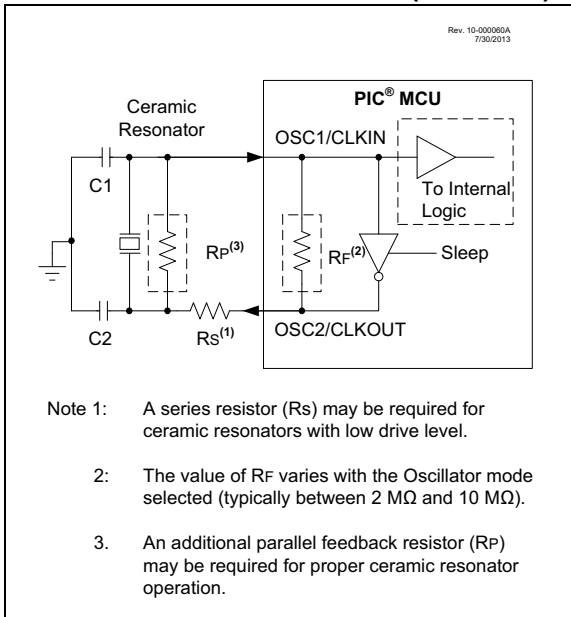 Rev. 10-000060A
7/30/2013
PIC® MCU
Ceramic
Resonator
OSC1/CLKIN
C1
To Internal
Logic
RP(3)
RF(2)
Sleep
C2
RS(1)
OSC2/CLKOUT
Note 1: A series resistor (Rs) may be required for
ceramic resonators with low drive level.
2: The value of RF varies with the Oscillator mode
selected (typically between 2 MΩ and 10 MΩ).
3. An additional parallel feedback resistor (RP)
may be required for proper ceramic resonator
operation.